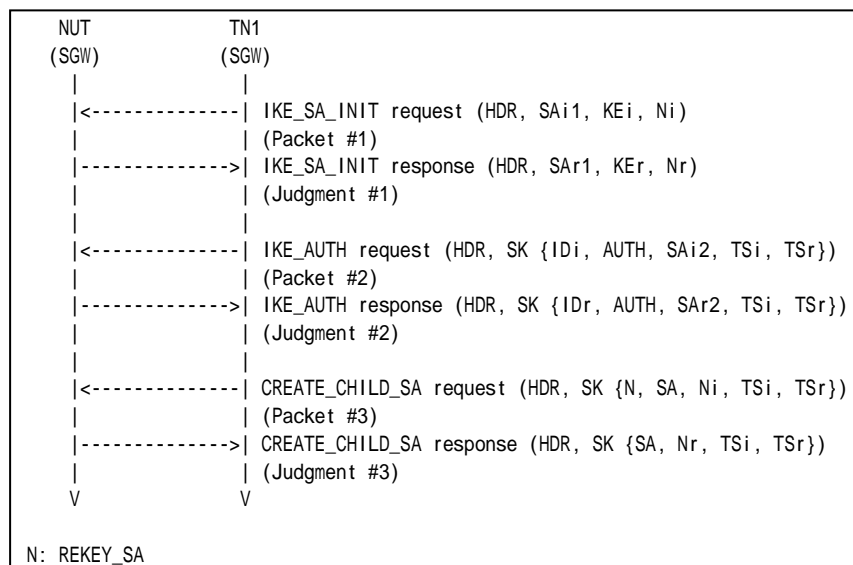 NUT TN1
(SGW) (SGW)
| |
|<--------------| IKE_SA_INIT request (HDR, SAi1, KEi, Ni)
| | (Packet #1)
|-------------->| IKE_SA_INIT response (HDR, SAr1, KEr, Nr)
| | (Judgment #1)
| |
|<--------------| IKE_AUTH request (HDR, SK {IDi, AUTH, SAi2, TSi, TSr})
| | (Packet #2)
|-------------->| IKE_AUTH response (HDR, SK {IDr, AUTH, SAr2, TSi, TSr})
| | (Judgment #2)
| |
|<--------------| CREATE_CHILD_SA request (HDR, SK {N, SA, Ni, TSi, TSr})
| | (Packet #3)
|-------------->| CREATE_CHILD_SA response (HDR, SK {SA, Nr, TSi, TSr})
| | (Judgment #3)
V V
N: REKEY_SA